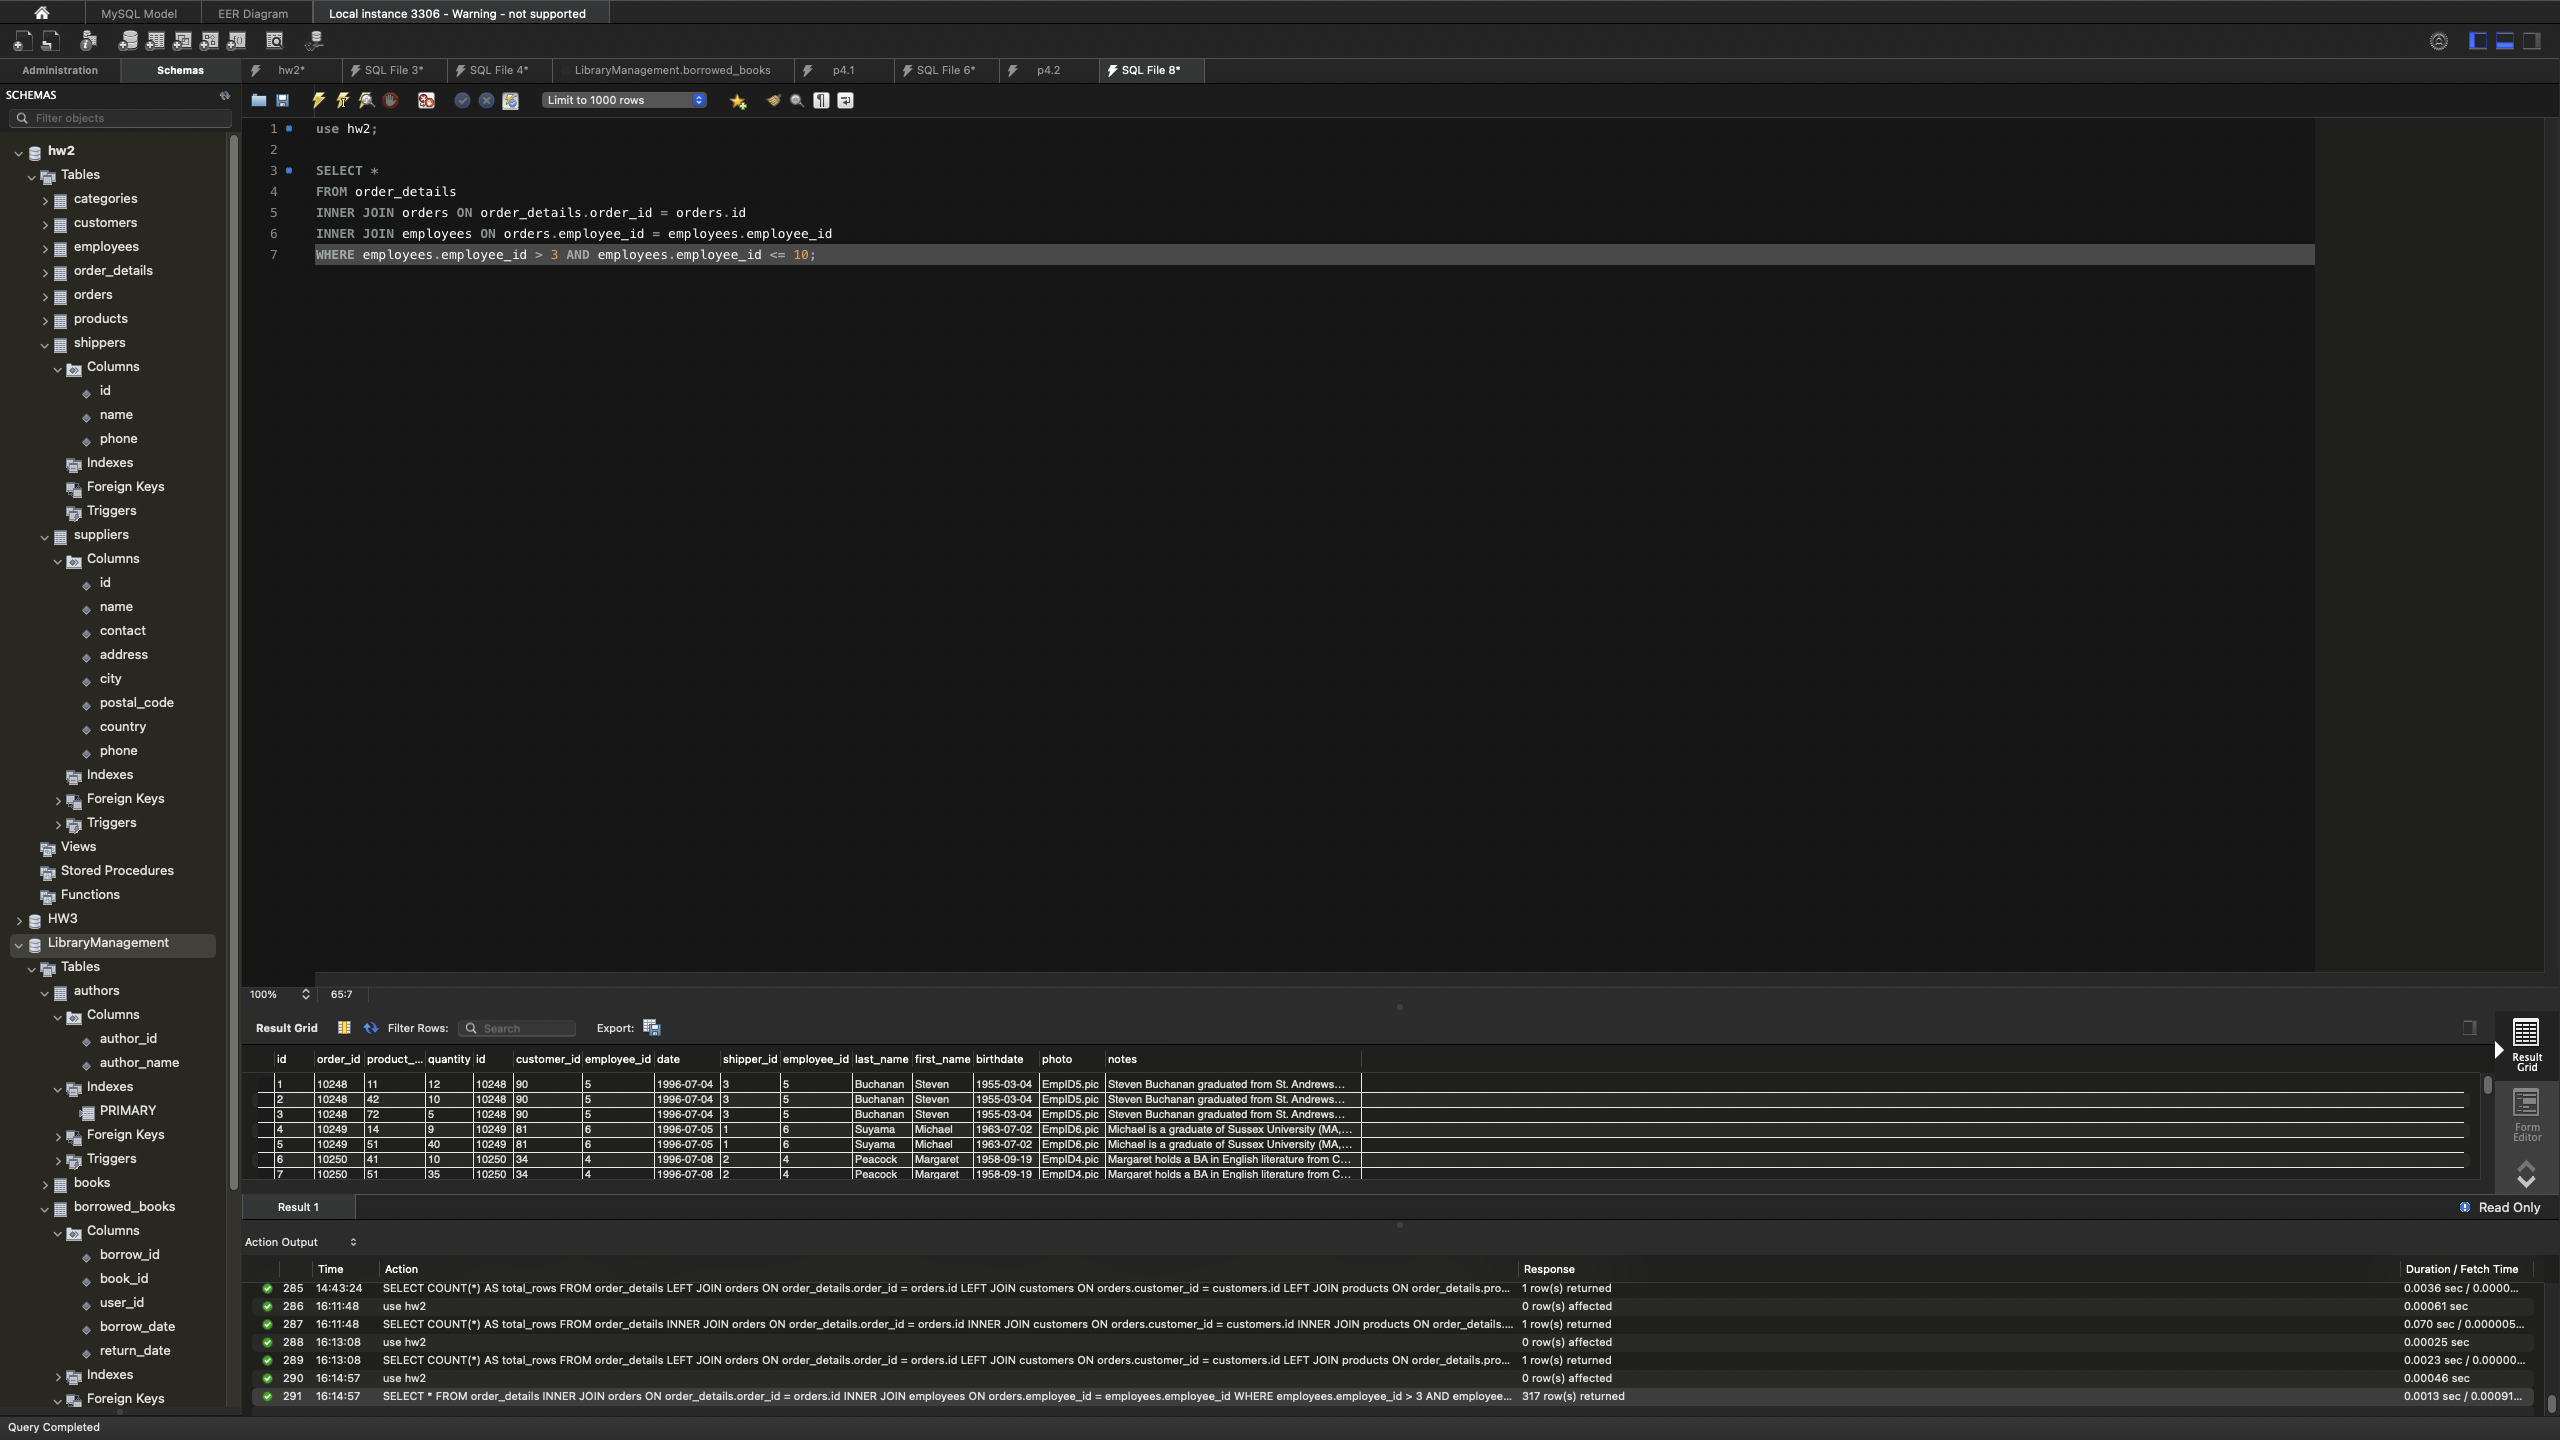 MySQL Model
EER Diagram
Local instance 3306 - Warning - not supported
Administration
Schemas
hw2*
SQL File 3*
SQL File 4*
LibraryManagement.borrowed_books
p4.1
SQL File 6*
p4.2
SQL File 8*
SCHEMAS
Filter objects
hw2
Tables
categories
customers
employees
order_details
orders
products
shippers
Columns
id
name
phone
Indexes
Foreign Keys
Triggers
suppliers
Columns
id
name
contact
address
city
postal_code
country
phone
Indexes
Foreign Keys
Triggers
Views
Stored Procedures
Functions
HW3
LibraryManagement
Tables
authors
Columns
author_id
author_name
Indexes
PRIMARY
Foreign Keys
Triggers
books
borrowed_books
Columns
borrow_id
book_id
user_id
borrow_date
return_date
Indexes
Foreign Keys
Limit to 1000 rows
1 use hw2;
2
3 SELECT *
4 FROM order_details
5 INNER JOIN orders ON order_details.order_id = orders.id
6 INNER JOIN employees ON orders.employee_id = employees.employee_id
7 WHERE employees.employee_id > 3 AND employees.employee_id <= 10;
100% 65:7
Result Grid Filter Rows: Search Export:
id order_id product_... quantity id customer_id employee_id date shipper_id employee_id last_name first_name birthdate photo notes
1 10248 11 12 10248 90 5 1996-07-04 3 5 Buchanan Steven 1955-03-04 EmpID5.pic Steven Buchanan graduated from St. Andrews...
2 10248 42 10 10248 90 5 1996-07-04 3 5 Buchanan Steven 1955-03-04 EmpID5.pic Steven Buchanan graduated from St. Andrews...
3 10248 72 5 10248 90 5 1996-07-04 3 5 Buchanan Steven 1955-03-04 EmpID5.pic Steven Buchanan graduated from St. Andrews...
4 10249 14 9 10249 81 6 1996-07-05 1 6 Suyama Michael 1963-07-02 EmpID6.pic Michael is a graduate of Sussex University (MA,...
5 10249 51 40 10249 81 6 1996-07-05 1 6 Suyama Michael 1963-07-02 EmpID6.pic Michael is a graduate of Sussex University (MA,...
6 10250 41 10 10250 34 4 1996-07-08 2 4 Peacock Margaret 1958-09-19 EmpID4.pic Margaret holds a BA in English literature from C...
7 10250 51 35 10250 34 4 1996-07-08 2 4 Peacock Margaret 1958-09-19 EmpID4.pic Margaret holds a BA in English literature from C...
Result
Grid
Form
Editor
Result 1
Read Only
Action Output
Time Action Response Duration / Fetch Time
285 14:43:24 SELECT COUNT(*) AS total_rows FROM order_details LEFT JOIN orders ON order_details.order_id = orders.id LEFT JOIN customers ON orders.customer_id = customers.id LEFT JOIN products ON order_details.pro... 1 row(s) returned 0.0036 sec / 0.0000...
286 16:11:48 use hw2 0 row(s) affected 0.00061 sec
287 16:11:48 SELECT COUNT(*) AS total_rows FROM order_details INNER JOIN orders ON order_details.order_id = orders.id INNER JOIN customers ON orders.customer_id = customers.id INNER JOIN products ON order_details.... 1 row(s) returned 0.070 sec / 0.000005...
288 16:13:08 use hw2 0 row(s) affected 0.00025 sec
289 16:13:08 SELECT COUNT(*) AS total_rows FROM order_details LEFT JOIN orders ON order_details.order_id = orders.id LEFT JOIN customers ON orders.customer_id = customers.id LEFT JOIN products ON order_details.pro... 1 row(s) returned 0.0023 sec / 0.00000...
290 16:14:57 use hw2 0 row(s) affected 0.00046 sec
291 16:14:57 SELECT * FROM order_details INNER JOIN orders ON order_details.order_id = orders.id INNER JOIN employees ON orders.employee_id = employees.employee_id WHERE employees.employee_id > 3 AND employee... 317 row(s) returned 0.0013 sec / 0.00091...
Query Completed